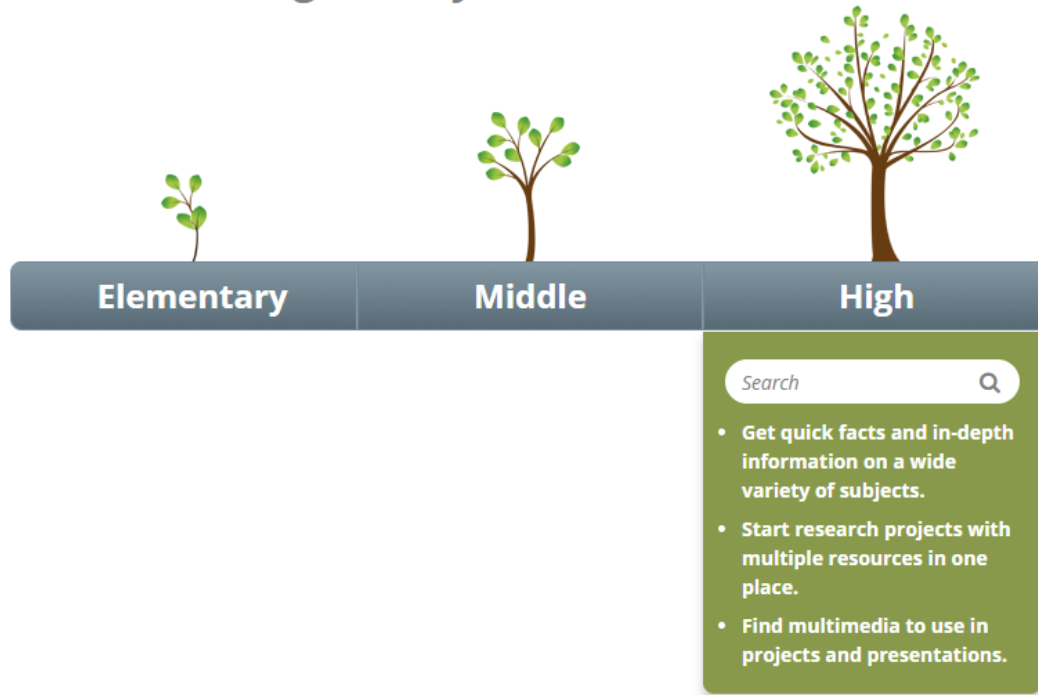 Elementary
Middle
High
Search
• Get quick facts and in-depth
information on a wide
variety of subjects.
• Start research projects with
multiple resources in one
place.
• Find multimedia to use in
projects and presentations.